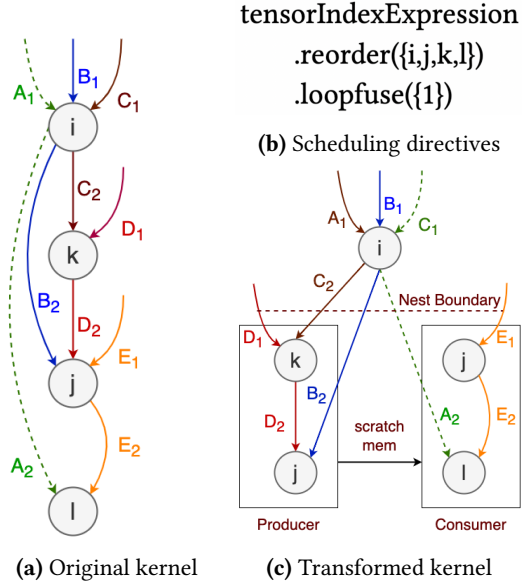 A1
B1
C1
i
C2
k
D1
B2
D2
j
E1
A2
E2
l
(a) Original kernel
tensorIndexExpression
.reorder({i,j,k,l})
.loopfuse({1})
(b) Scheduling directives
A1
B1
C1
i
C2
Nest Boundary
D1
k
B2
D2
j
scratch
mem
E1
j
A2
E2
l
Producer
Consumer
(c) Transformed kernel